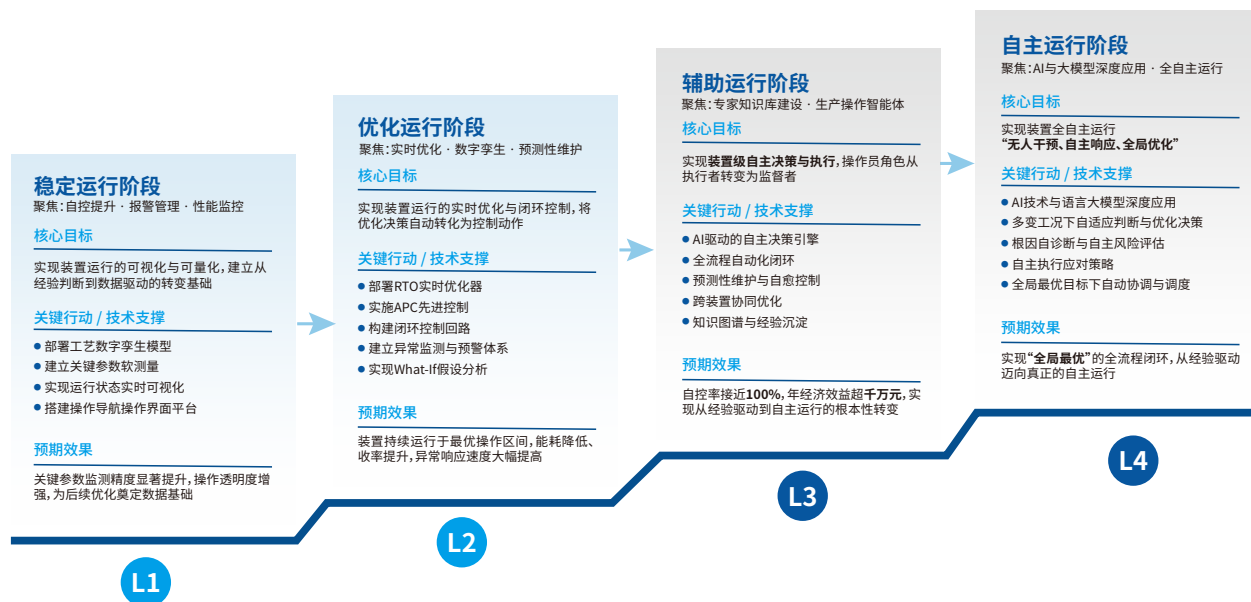 稳定运行阶段
聚焦：自控提升 · 报警管理 · 性能监控
核心目标
实现装置运行的可视化与可量化，建立从
经验判断到数据驱动的转变基础
关键行动 / 技术支撑
● 部署工艺数字孪生模型
● 建立关键参数软测量
● 实现运行状态实时可视化
● 搭建操作导航操作界面平台
预期效果
关键参数监测精度显著提升，操作透明度增
强，为后续优化奠定数据基础
L1
优化运行阶段
聚焦：实时优化 · 数字孪生 · 预测性维护
核心目标
实现装置运行的实时优化与闭环控制，将
优化决策自动转化为控制动作
关键行动 / 技术支撑
● 部署RTO实时优化器
● 实施APC先进控制
● 构建闭环控制回路
● 建立异常监测与预警体系
● 实现What-If假设分析
预期效果
装置持续运行于最优操作区间，能耗降低、
收率提升，异常响应速度大幅提高
L2
辅助运行阶段
聚焦：专家知识库建设 · 生产操作智能体
核心目标
实现装置级自主决策与执行，操作员角色从
执行者转变为监督者
关键行动 / 技术支撑
● AI驱动的自主决策引擎
● 全流程自动化闭环
● 预测性维护与自愈控制
● 跨装置协同优化
● 知识图谱与经验沉淀
预期效果
自控率接近100%，年经济效益超千万元，实
现从经验驱动到自主运行的根本性转变
L3
自主运行阶段
聚焦：AI与大模型深度应用 · 全自主运行
核心目标
实现装置全自主运行
“无人干预、自主响应、全局优化”
关键行动 / 技术支撑
● AI技术与语言大模型深度应用
● 多变工况下自适应判断与优化决策
● 根因自诊断与自主风险评估
● 自主执行应对策略
● 全局最优目标下自动协调与调度
预期效果
实现“全局最优”的全流程闭环，从经验驱动
迈向真正的自主运行
L4